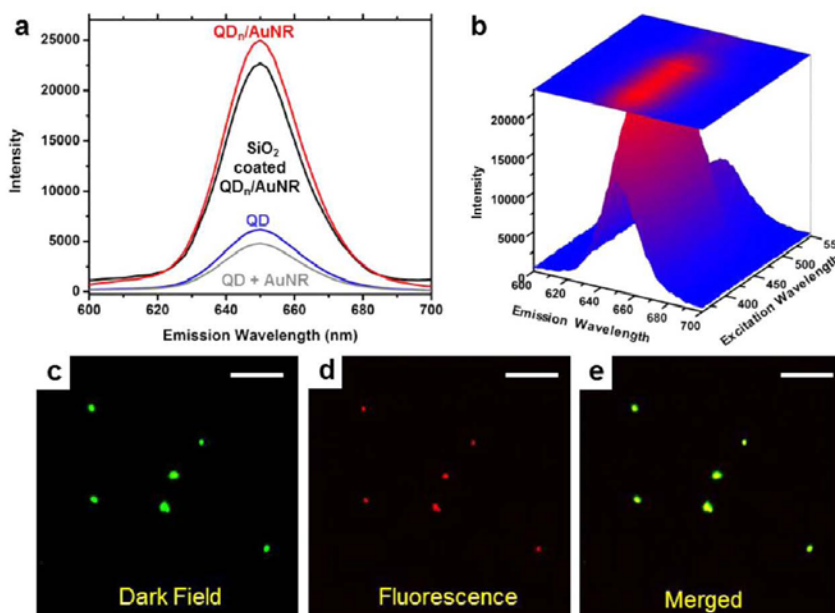 a
QDn/AuNR
SiO2
coated
QDn/AuNR
QD
QD + AuNR
25000
20000
15000
10000
5000
0
Intensity
600 620 640 660 680 700
Emission Wavelength (nm)
b
20000
15000
10000
5000
0
Intensity
600 620 640 660 680 700
Emission Wavelength
400 450 500 55
Excitation Wavelength
c
Dark Field
d
Fluorescence
e
Merged